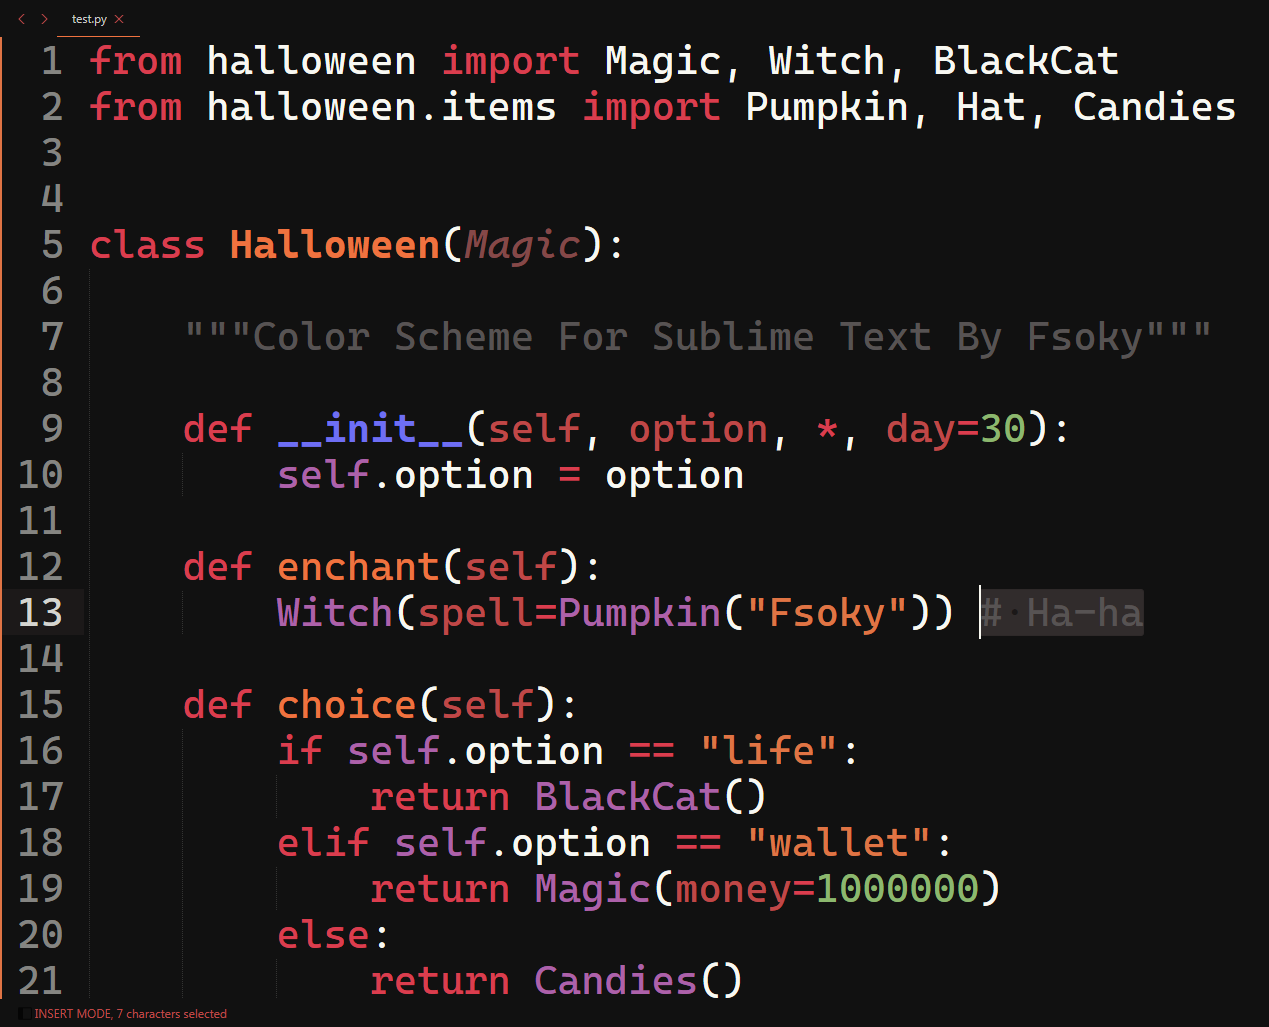 test.py
1 from halloween import Magic, Witch, BlackCat
2 from halloween.items import Pumpkin, Hat, Candies
3
4
5 class Halloween(Magic):
6
7     """Color Scheme For Sublime Text By Fsoky"""
8
9     def __init__(self, option, *, day=30):
10         self.option = option
11
12     def enchant(self):
13         Witch(spell=Pumpkin("Fsoky")) # Ha-ha
14
15     def choice(self):
16         if self.option == "life":
17             return BlackCat()
18         elif self.option == "wallet":
19             return Magic(money=1000000)
20         else:
21             return Candies()
INSERT MODE, 7 characters selected